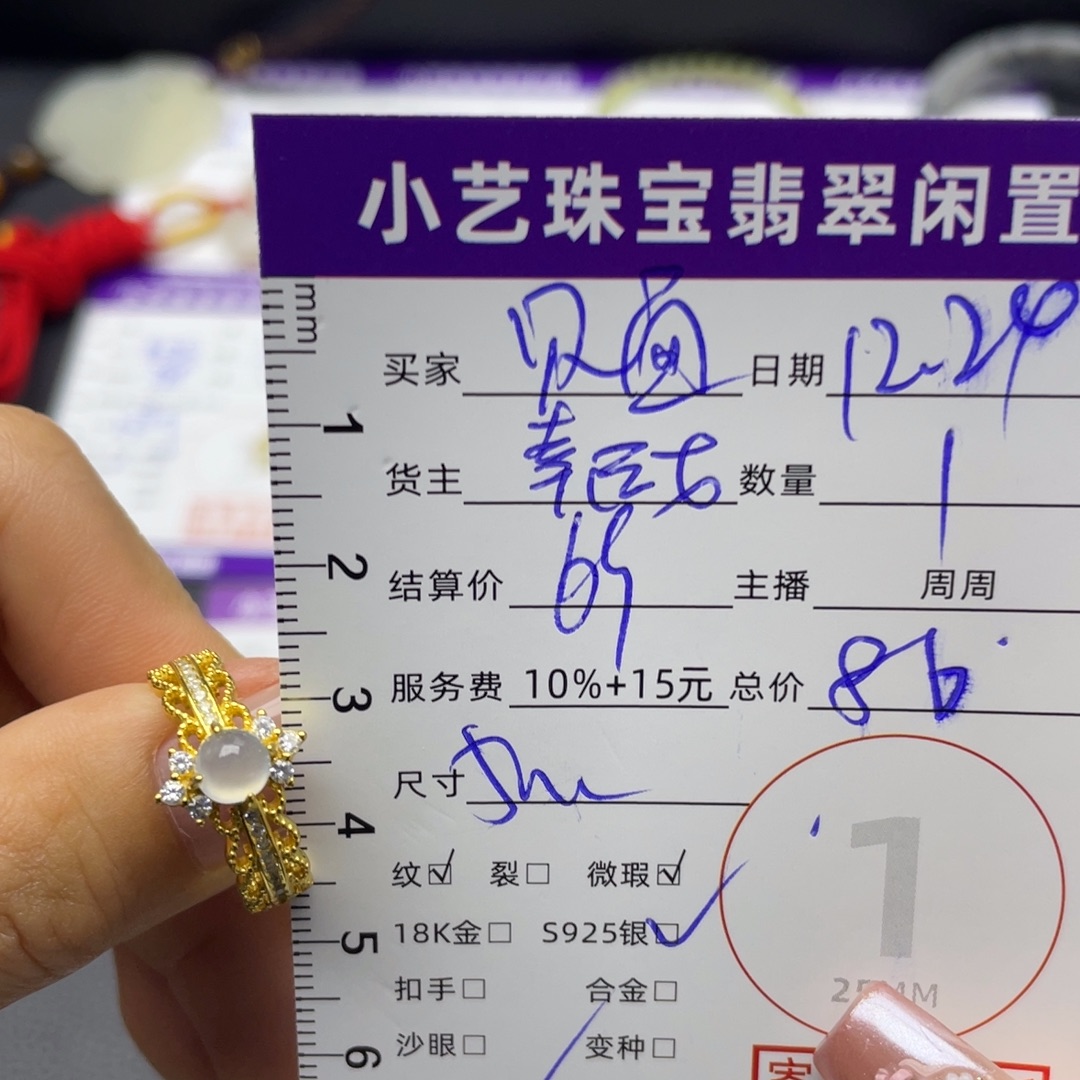 小艺珠宝翡翠闲置
mm
买家 日期 12.24
货主 数量 1
结算价 65 主播 周周
服务费 10%+15元 总价 86
尺寸
纹☑ 裂□ 微瑕☑
18K金□ S925银☑
扣手□ 合金□
沙眼□ 变种□
1
2
3
4
5
6
1